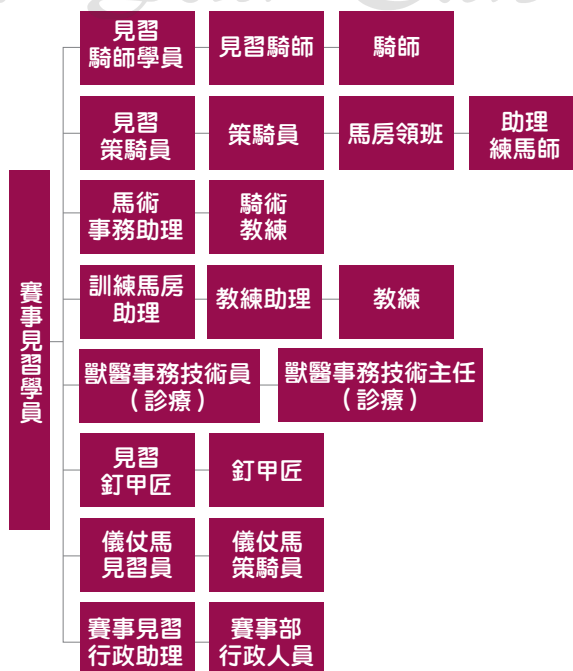 賽事見習學員
見習
騎師學員
見習騎師
騎師
見習
策騎員
策騎員
馬房領班
助理
練馬師
馬術
事務助理
騎術
教練
訓練馬房
助理
教練助理
教練
獸醫事務技術員
（診療）
獸醫事務技術主任
（診療）
見習
釘甲匠
釘甲匠
儀仗馬
見習員
儀仗馬
策騎員
賽事見習
行政助理
賽事部
行政人員